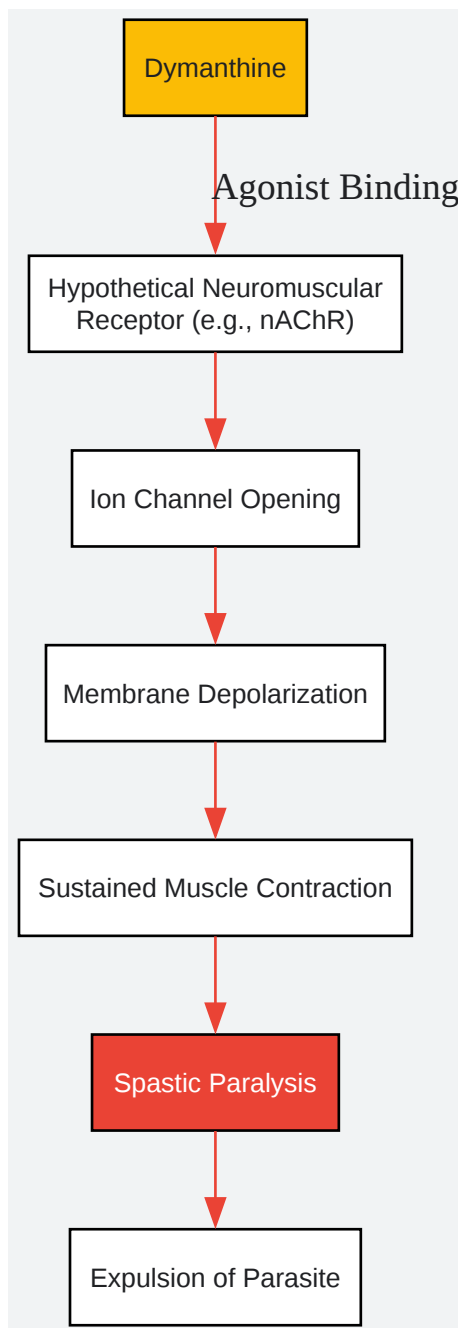 Dymanthine
Agonist Binding
Hypothetical Neuromuscular
Receptor (e.g., nAChR)
Ion Channel Opening
Membrane Depolarization
Sustained Muscle Contraction
Spastic Paralysis
Expulsion of Parasite